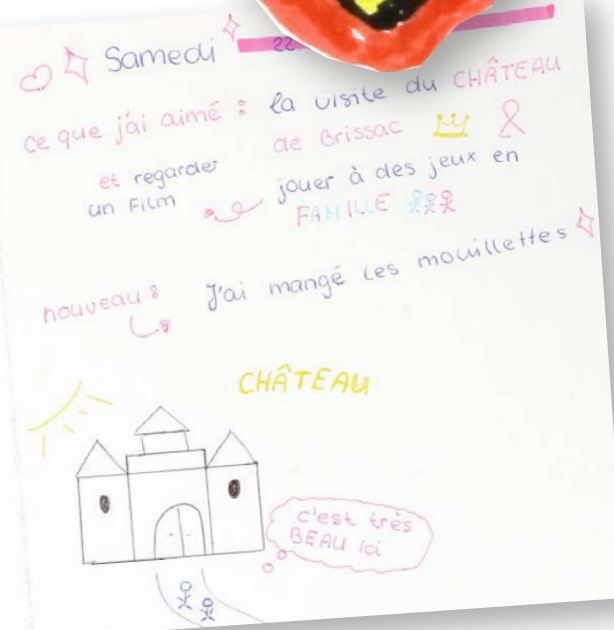 Samedi 22
ce que j'ai aimé : la visite du CHÂTEAU
de Brissac
et regarder
un Film
jouer à des jeux en
FAMILLE
nouveau : J'ai mangé les mouillettes
CHÂTEAU
c'est très
BEAU ici